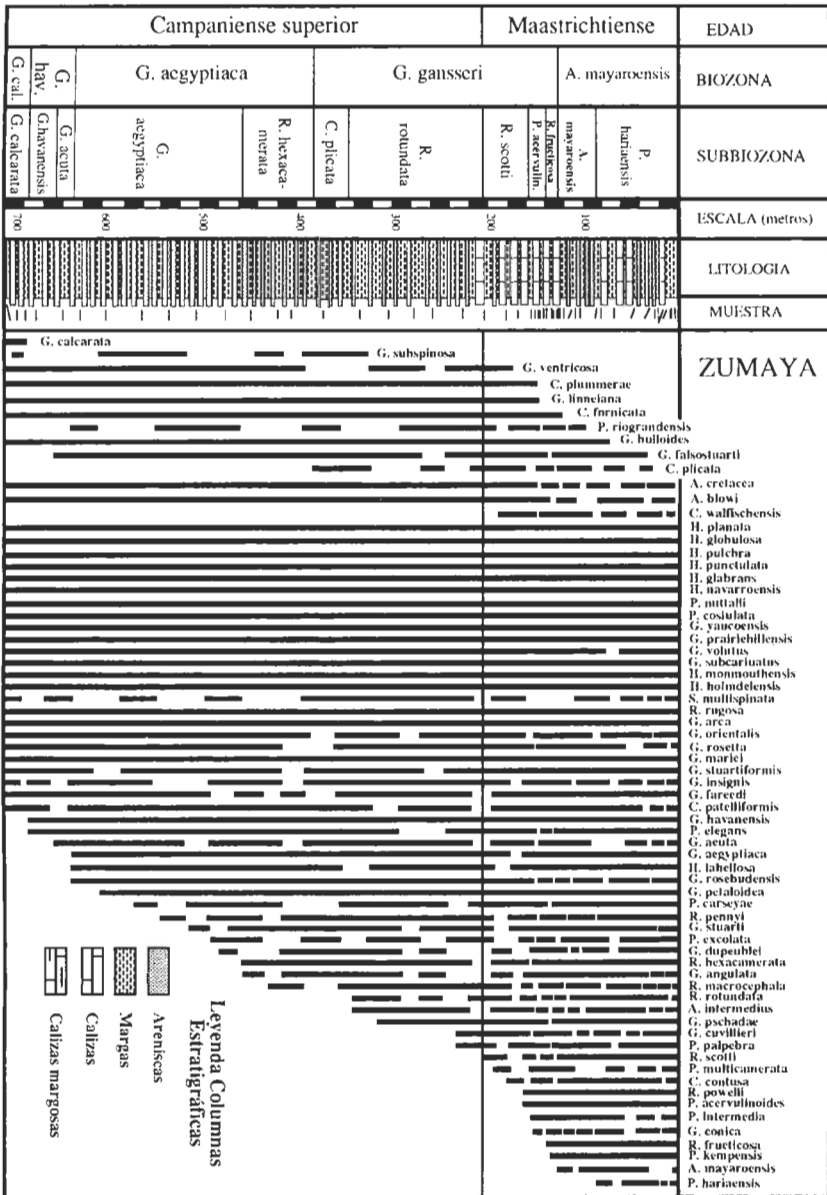 Campaniense superior
Maastrichtiense
EDAD
G. cal.
G. hav.
G. aegyptiaca
G. gansseri
A. mayaroensis
BIOZONA
G. calcarata
G. havanensis
G. acuta
G. aegyptiaca
R. hexaca-
merata
C. plicata
R. rotundata
R. scotti
P. acervulin.
R. fructicosa
A. mayaroensis
P. hariaensis
SUBBIOZONA
700
600
500
400
300
200
100
ESCALA (metros)
LITOLOGIA
MUESTRA
ZUMAYA
G. calcarata
G. subspinosa
G. ventricosa
C. plummerae
G. linneiana
C. fornicata
P. riograndensis
G. bulloides
G. falsostuarti
C. plicata
A. cretacea
A. blowi
C. walfischensis
H. planata
H. globulosa
H. pulchra
H. punctulata
H. glabrans
H. navarroensis
P. nuttalli
P. costulata
G. yaucoensis
G. prairiehillensis
G. volutus
G. subcarinatus
H. monmouthensis
H. holmdelensis
S. multispinata
R. rugosa
G. arca
G. orientalis
G. rosetta
G. mariei
G. stuartiformis
G. insignis
G. fareedi
C. patelliformis
G. havanensis
P. elegans
G. acuta
G. aegyptiaca
H. labellosa
G. rosebudensis
G. petaloidea
P. carseyae
R. pennyi
G. stuarti
P. excolata
G. dupeublei
R. hexacamerata
G. angulata
R. macrocephala
R. rotundata
A. intermedius
G. pschadae
G. cuvillieri
P. palpebra
R. scotti
P. multicamerata
C. contusa
R. powelli
P. acervulinoides
P. intermedia
G. conica
R. fructicosa
P. kempensis
A. mayaroensis
P. hariaensis
Leyenda Columnas
Estratigráficas
Areniscas
Margas
Calizas
Calizas margosas